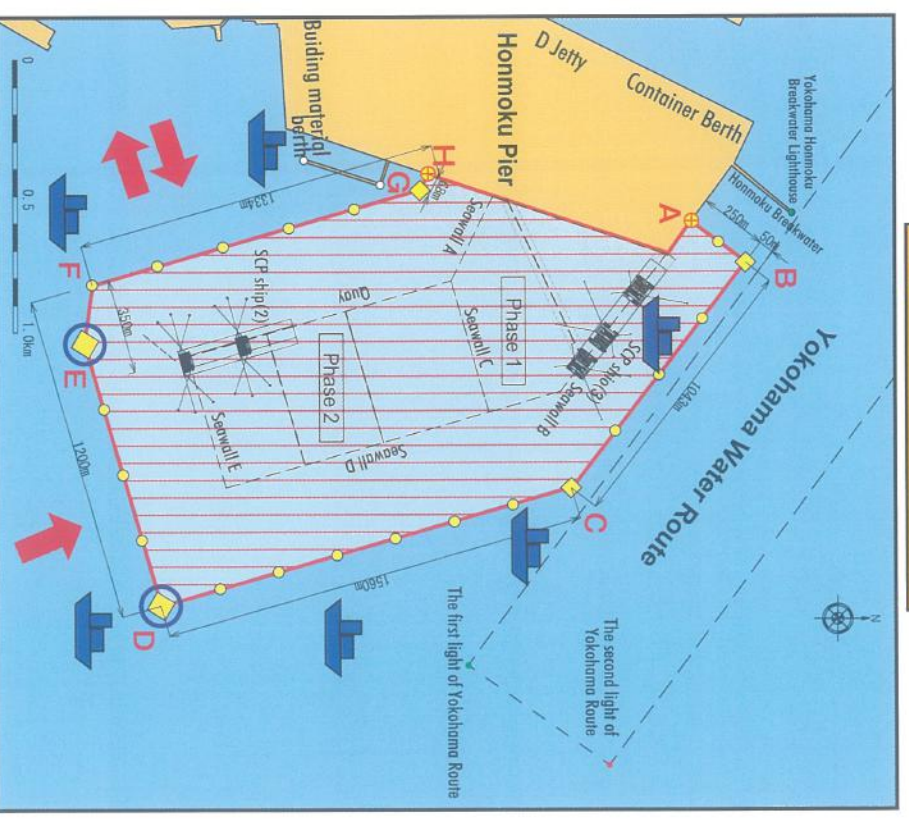 Yokohama Honmoku
Breakwater Lighthouse
Honmoku Breakwater
Container Berth
D Jetty
Honmoku Pier
Buiding material
berth
250m
50m
A
B
C
D
E
F
G
H
1043m
1560m
1200m
350m
1334m
Yokohama Water Route
The second light of
Yokohama Route
The first light of Yokohama Route
SCP ship(3)
SCP ship(2)
Seawall A
Seawall B
Seawall C
Seawall D
Seawall E
Quay
Phase 1
Phase 2
N
0
0.5
1.0km